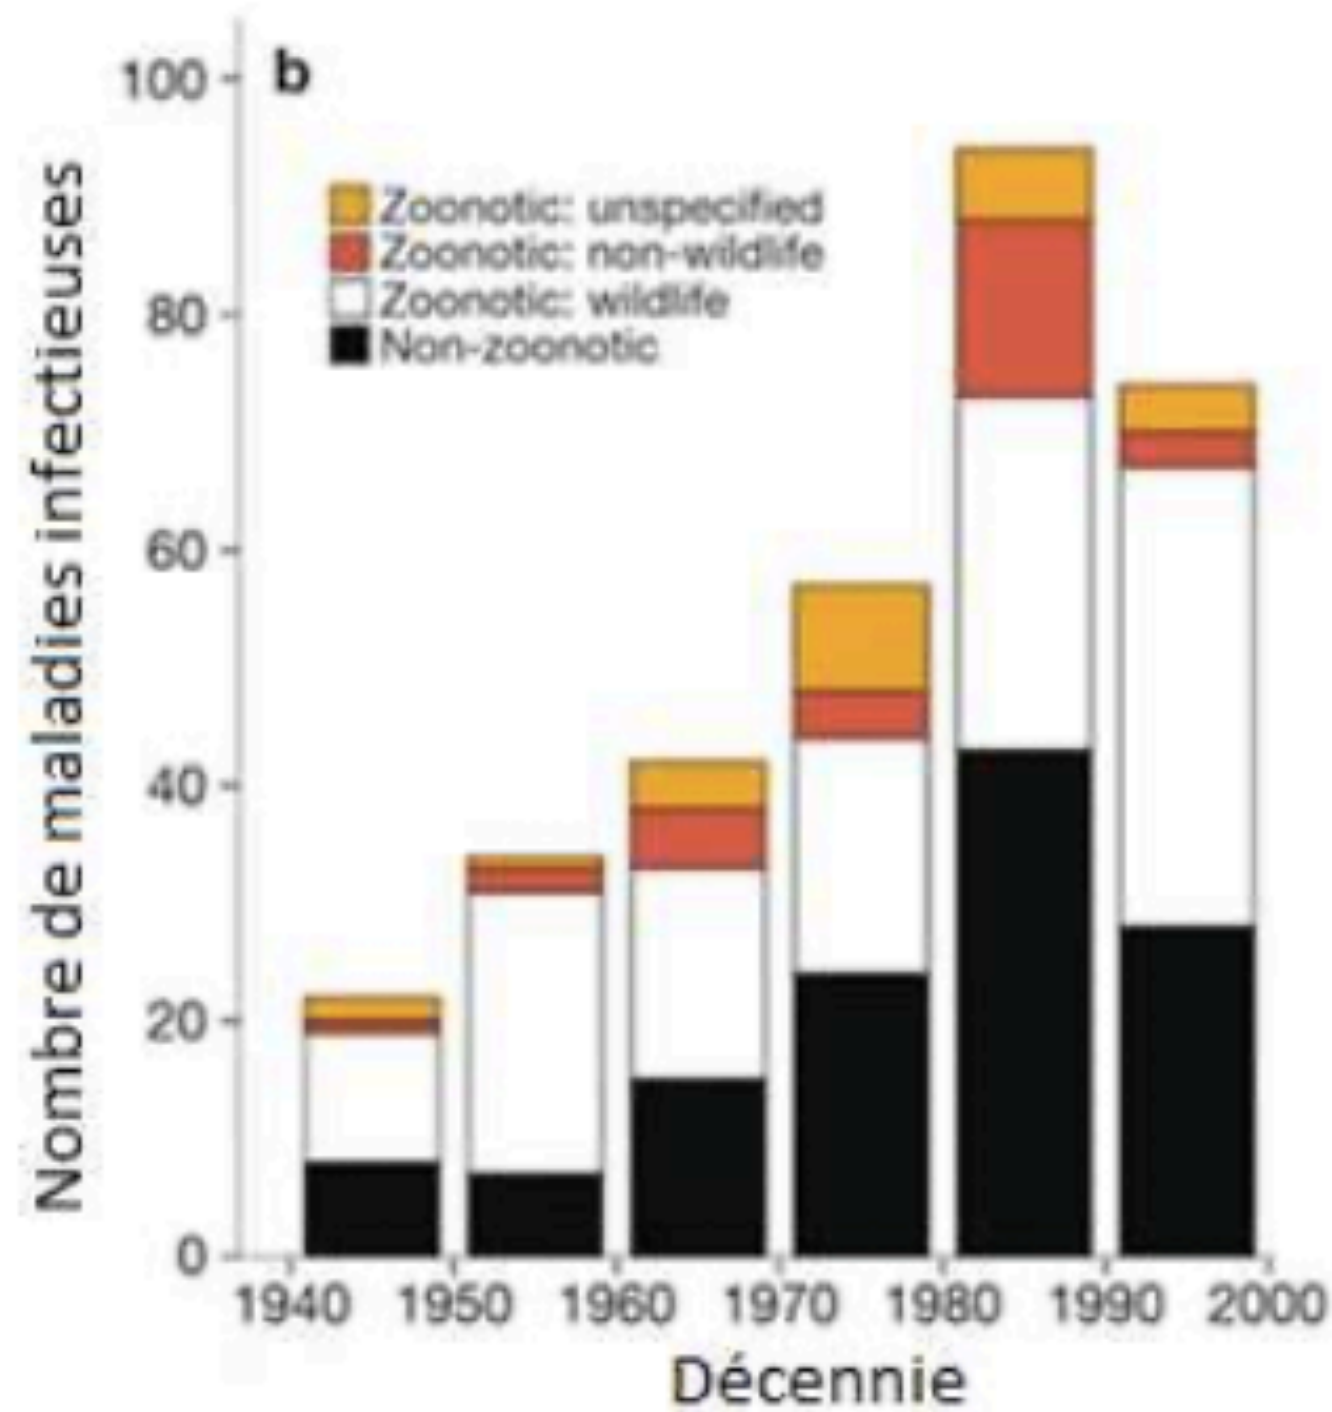 b
Zoonotic: unspecified
Zoonotic: non-wildlife
Zoonotic: wildlife
Non-zoonotic
Nombre de maladies infectieuses
100
80
60
40
20
0
1940 1950 1960 1970 1980 1990 2000
Décennie